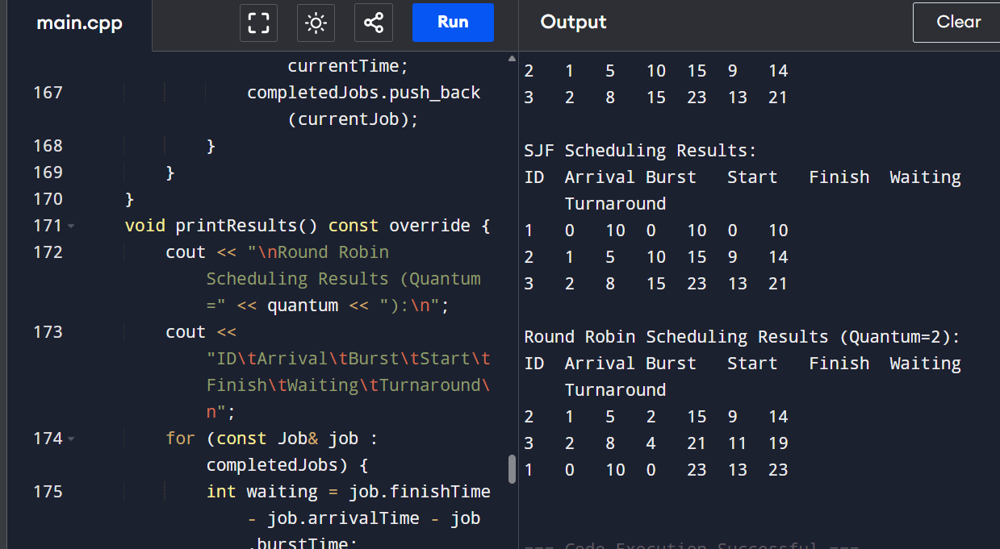 main.cpp
Run
currentTime;
167 completedJobs.push_back
(currentJob);
168 }
169 }
170 }
171 void printResults() const override {
172 cout << "\nRound Robin
Scheduling Results (Quantum
=" << quantum << "):\n";
173 cout <<
"ID\tArrival\tBurst\tStart\t
Finish\tWaiting\tTurnaround\
n";
174 for (const Job& job :
completedJobs) {
175 int waiting = job.finishTime
- job.arrivalTime - job
.burstTime;
Output
Clear
2 1 5 10 15 9 14
3 2 8 15 23 13 21
SJF Scheduling Results:
ID Arrival Burst Start Finish Waiting
Turnaround
1 0 10 0 10 0 10
2 1 5 10 15 9 14
3 2 8 15 23 13 21
Round Robin Scheduling Results (Quantum=2):
ID Arrival Burst Start Finish Waiting
Turnaround
2 1 5 2 15 9 14
3 2 8 4 21 11 19
1 0 10 0 23 13 23
=== Code Execution Successful ===